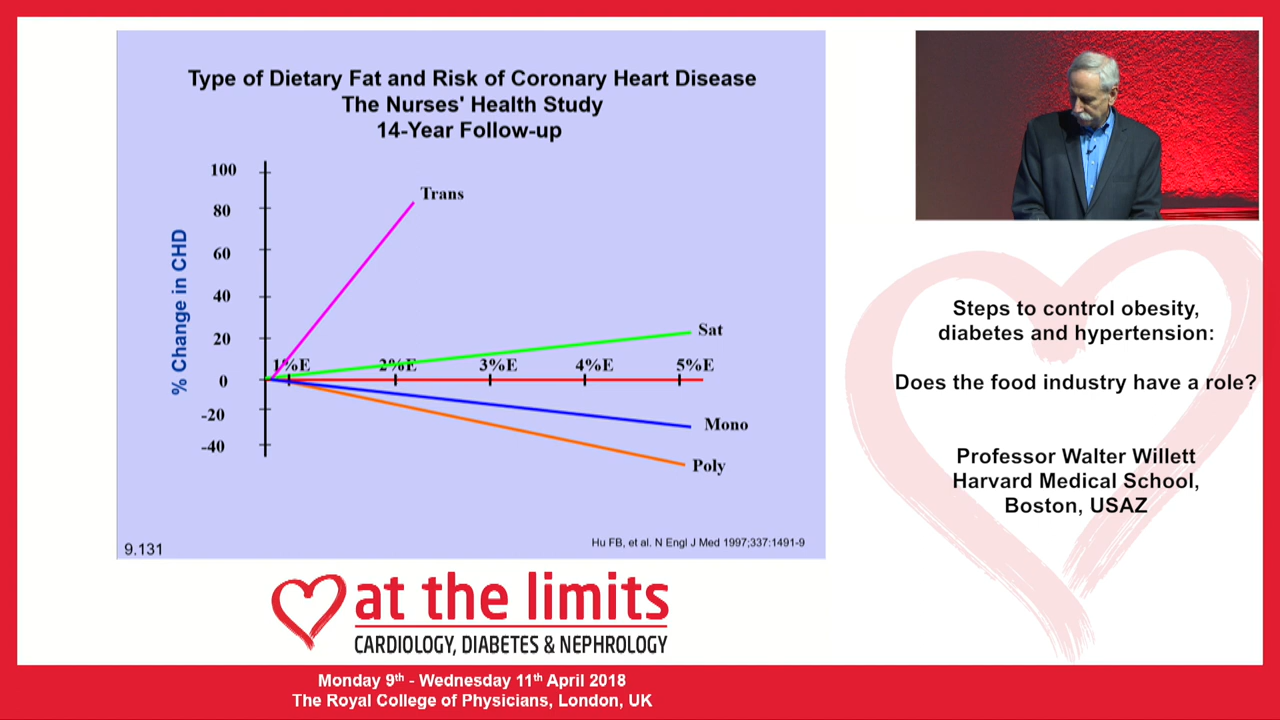 Type of Dietary Fat and Risk of Coronary Heart Disease
The Nurses' Health Study
14-Year Follow-up
% Change in CHD
100
80
60
40
20
0
-20
-40
1%E
2%E
3%E
4%E
5%E
Trans
Sat
Mono
Poly
9.131
Hu FB, et al. N Engl J Med 1997;337:1491-9
at the limits
CARDIOLOGY, DIABETES & NEPHROLOGY
Steps to control obesity,
diabetes and hypertension:
Does the food industry have a role?
Professor Walter Willett
Harvard Medical School,
Boston, USAZ
Monday 9th - Wednesday 11th April 2018
The Royal College of Physicians, London, UK